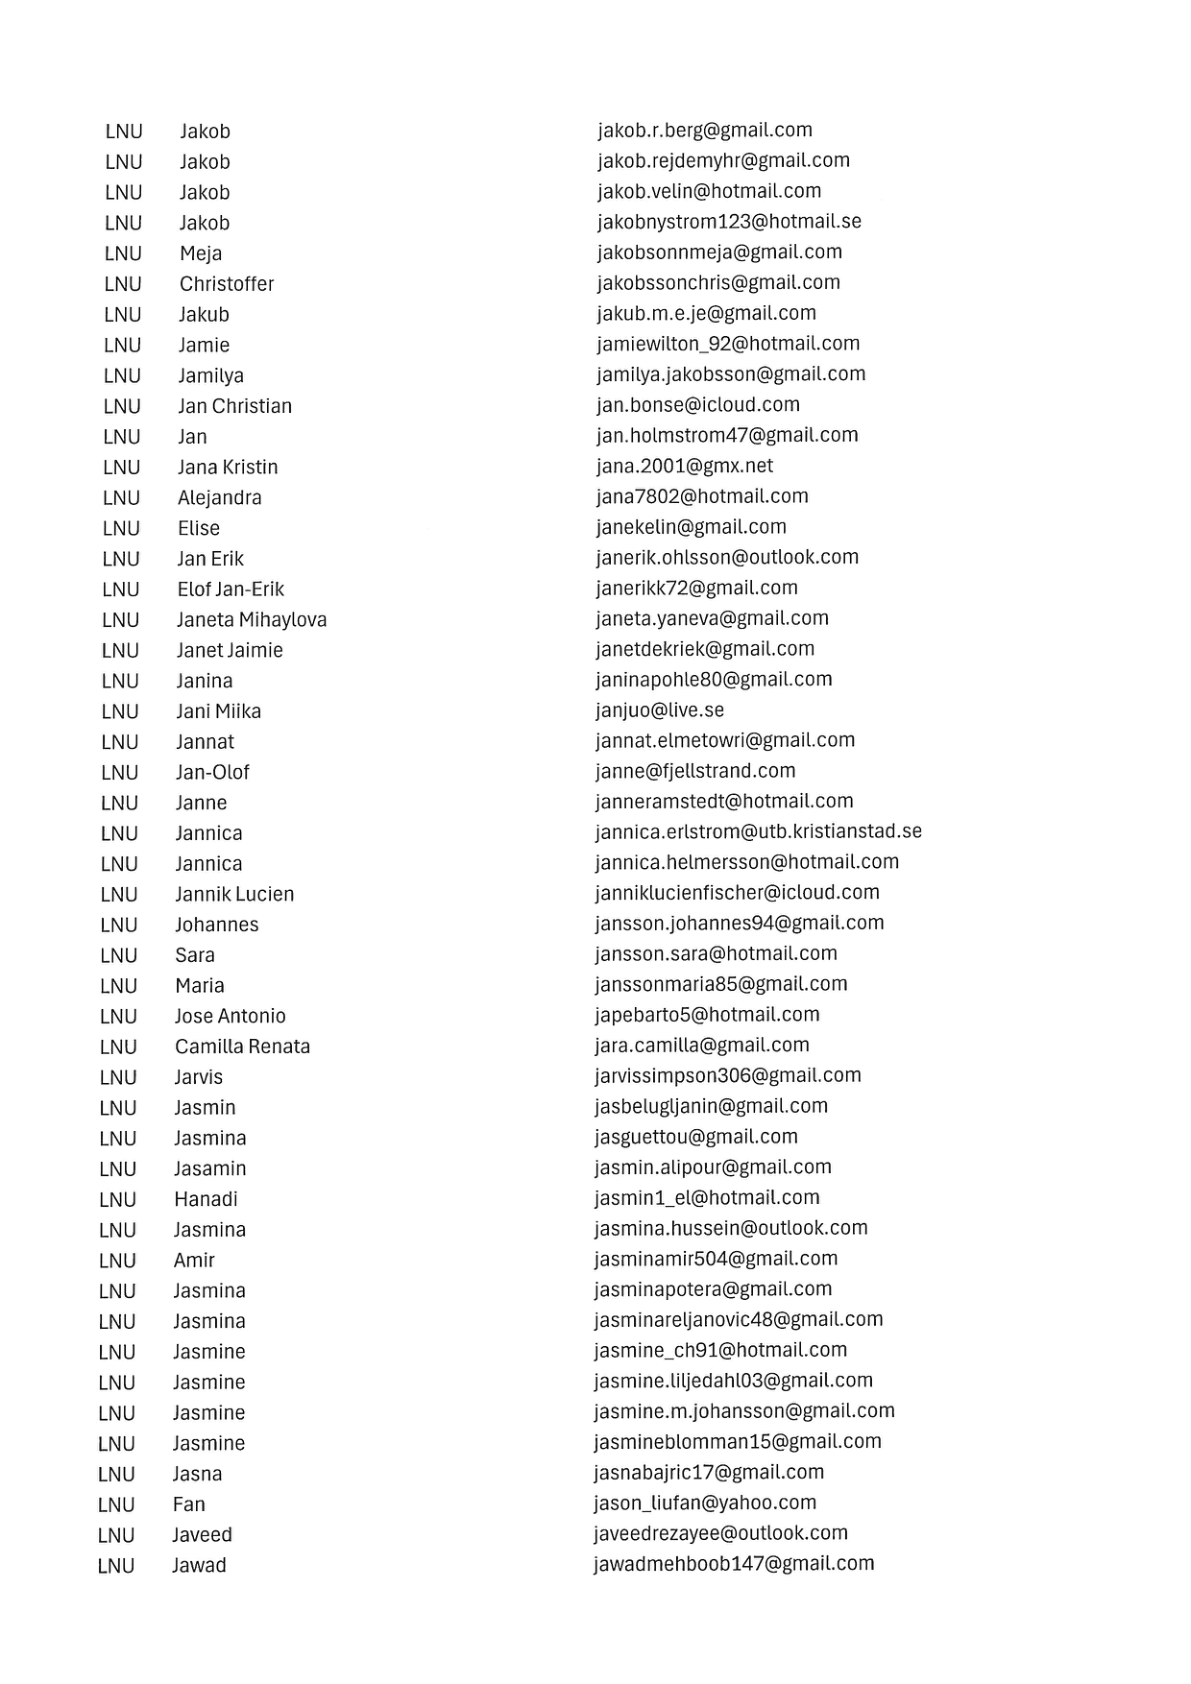 LNU Jakob jakob.r.berg@gmail.com
LNU Jakob jakob.rejdemyhr@gmail.com
LNU Jakob jakob.velin@hotmail.com
LNU Jakob jakobnystrom123@hotmail.se
LNU Meja jakobsonnmeja@gmail.com
LNU Christoffer jakobssonchris@gmail.com
LNU Jakub jakub.m.e.je@gmail.com
LNU Jamie jamiewilton_92@hotmail.com
LNU Jamilya jamilya.jakobsson@gmail.com
LNU Jan Christian jan.bonse@icloud.com
LNU Jan jan.holmstrom47@gmail.com
LNU Jana Kristin jana.2001@gmx.net
LNU Alejandra jana7802@hotmail.com
LNU Elise janekelin@gmail.com
LNU Jan Erik janerik.ohlsson@outlook.com
LNU Elof Jan-Erik janerikk72@gmail.com
LNU Janeta Mihaylova janeta.yaneva@gmail.com
LNU Janet Jaimie janetdekriek@gmail.com
LNU Janina janinapohle80@gmail.com
LNU Jani Miika janjuo@live.se
LNU Jannat jannat.elmetowri@gmail.com
LNU Jan-Olof janne@fjellstrand.com
LNU Janne janneramstedt@hotmail.com
LNU Jannica jannica.erlstrom@utb.kristianstad.se
LNU Jannica jannica.helmersson@hotmail.com
LNU Jannik Lucien janniklucienfischer@icloud.com
LNU Johannes jansson.johannes94@gmail.com
LNU Sara jansson.sara@hotmail.com
LNU Maria janssonmaria85@gmail.com
LNU Jose Antonio japebarto5@hotmail.com
LNU Camilla Renata jara.camilla@gmail.com
LNU Jarvis jarvissimpson306@gmail.com
LNU Jasmin jasbelugljanin@gmail.com
LNU Jasmina jasguettou@gmail.com
LNU Jasamin jasmin.alipour@gmail.com
LNU Hanadi jasmin1_el@hotmail.com
LNU Jasmina jasmina.hussein@outlook.com
LNU Amir jasminamir504@gmail.com
LNU Jasmina jasminapotera@gmail.com
LNU Jasmina jasminareljanovic48@gmail.com
LNU Jasmine jasmine_ch91@hotmail.com
LNU Jasmine jasmine.liljedahl03@gmail.com
LNU Jasmine jasmine.m.johansson@gmail.com
LNU Jasmine jasmineblomman15@gmail.com
LNU Jasna jasnabajric17@gmail.com
LNU Fan jason_liufan@yahoo.com
LNU Javeed javeedrezayee@outlook.com
LNU Jawad jawadmehboob147@gmail.com